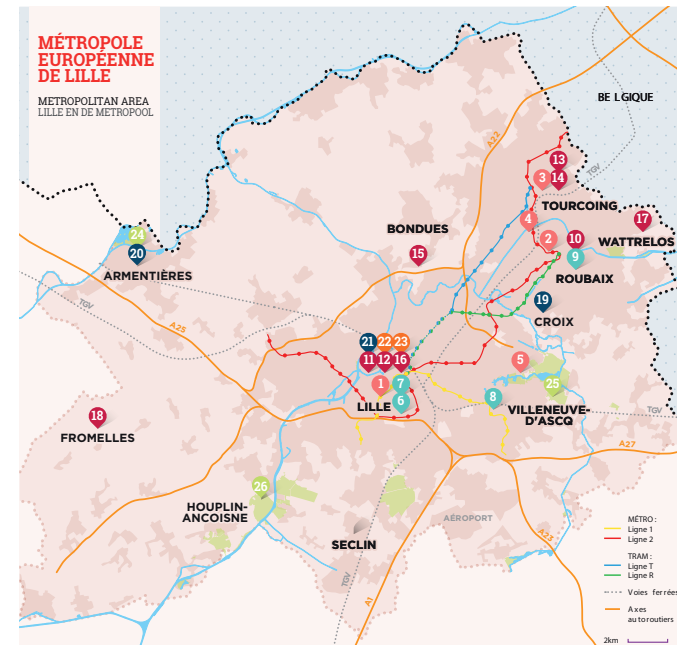 MÉTROPOLE
EUROPÉENNE
DE LILLE
METROPOLITAN AREA
LILLE EN DE METROPOOL
BE LGIQUE
A22
TGV
13
3 14
TOURCOING
4
17
2 10
WATTRELOS
BONDUES
15
9
ROUBAIX
24
20
ARMENTIÈRES
TGV
A25
19
CROIX
21 22 23
11 12 16
5
1 7
25
LILLE 6
8
VILLENEUVE-
D'ASCQ
TGV
18
FROMELLES
A27
26
HOUPLIN-
ANCOISNE
SECLIN
AÉROPORT
A23
TGV
A1
MÉTRO :
Ligne 1
Ligne 2
TRAM :
Ligne T
Ligne R
Voies ferrées
Axes
autoroutiers
2km